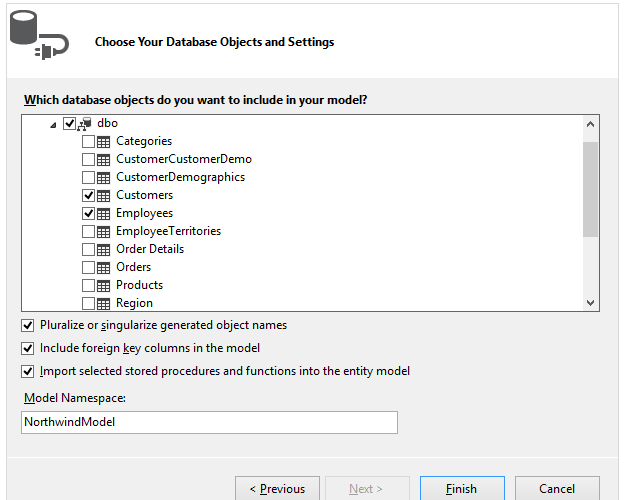 Choose Your Database Objects and Settings
Which database objects do you want to include in your model?
dbo
Categories
CustomerCustomerDemo
CustomerDemographics
Customers
Employees
EmployeeTerritories
Order Details
Orders
Products
Region
Pluralize or singularize generated object names
Include foreign key columns in the model
Import selected stored procedures and functions into the entity model
Model Namespace:
NorthwindModel
< Previous Next > Finish Cancel